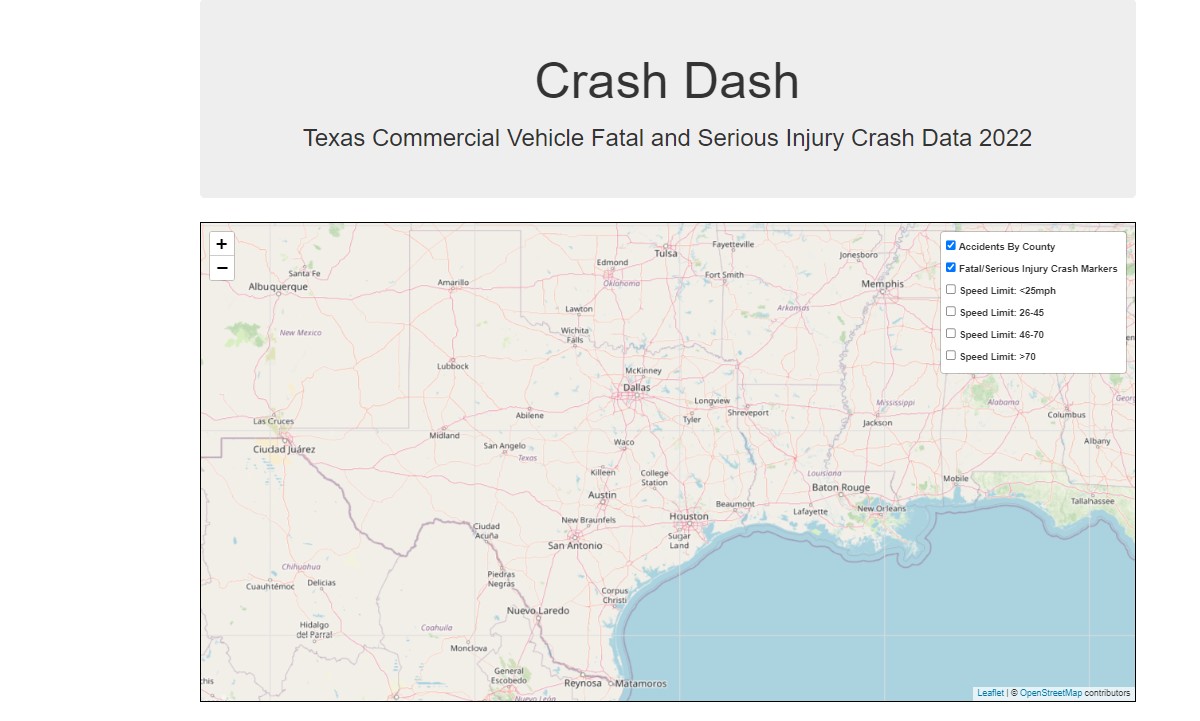 Crash Dash
Texas Commercial Vehicle Fatal and Serious Injury Crash Data 2022
+
−
Accidents By County
Fatal/Serious Injury Crash Markers
Speed Limit: <25mph
Speed Limit: 26-45
Speed Limit: 46-70
Speed Limit: >70
Fayetteville
Tulsa
Jonesboro
Edmond
Santa Fe
Fort Smith
Amarillo
Oklahoma
Albuquerque
Memphis
Lawton
Arkansas
New Mexico
Wichita
Falls
Lubbock
McKinney
Dallas
Longview
Mississippi
Alabama
Shreveport
Abilene
Tyler
Columbus
Las Cruces
Jackson
Midland
Waco
Albany
San Angelo
Ciudad Juárez
Texas
Killeen
College
Station
Louisiana
Mobile
Baton Rouge
Austin
Tallahassee
Beaumont
New Orleans
Lafayette
New Braunfels
Houston
Ciudad
Acuña
Sugar
Land
San Antonio
Chihuahua
Piedras
Negras
Cuauhtémoc
Delicias
Corpus
Christi
Nuevo Laredo
Hidalgo
del Parral
Coahuila
Monclova
General
Escobedo
Reynosa
Matamoros
Nuevo León
Leaflet | © OpenStreetMap contributors